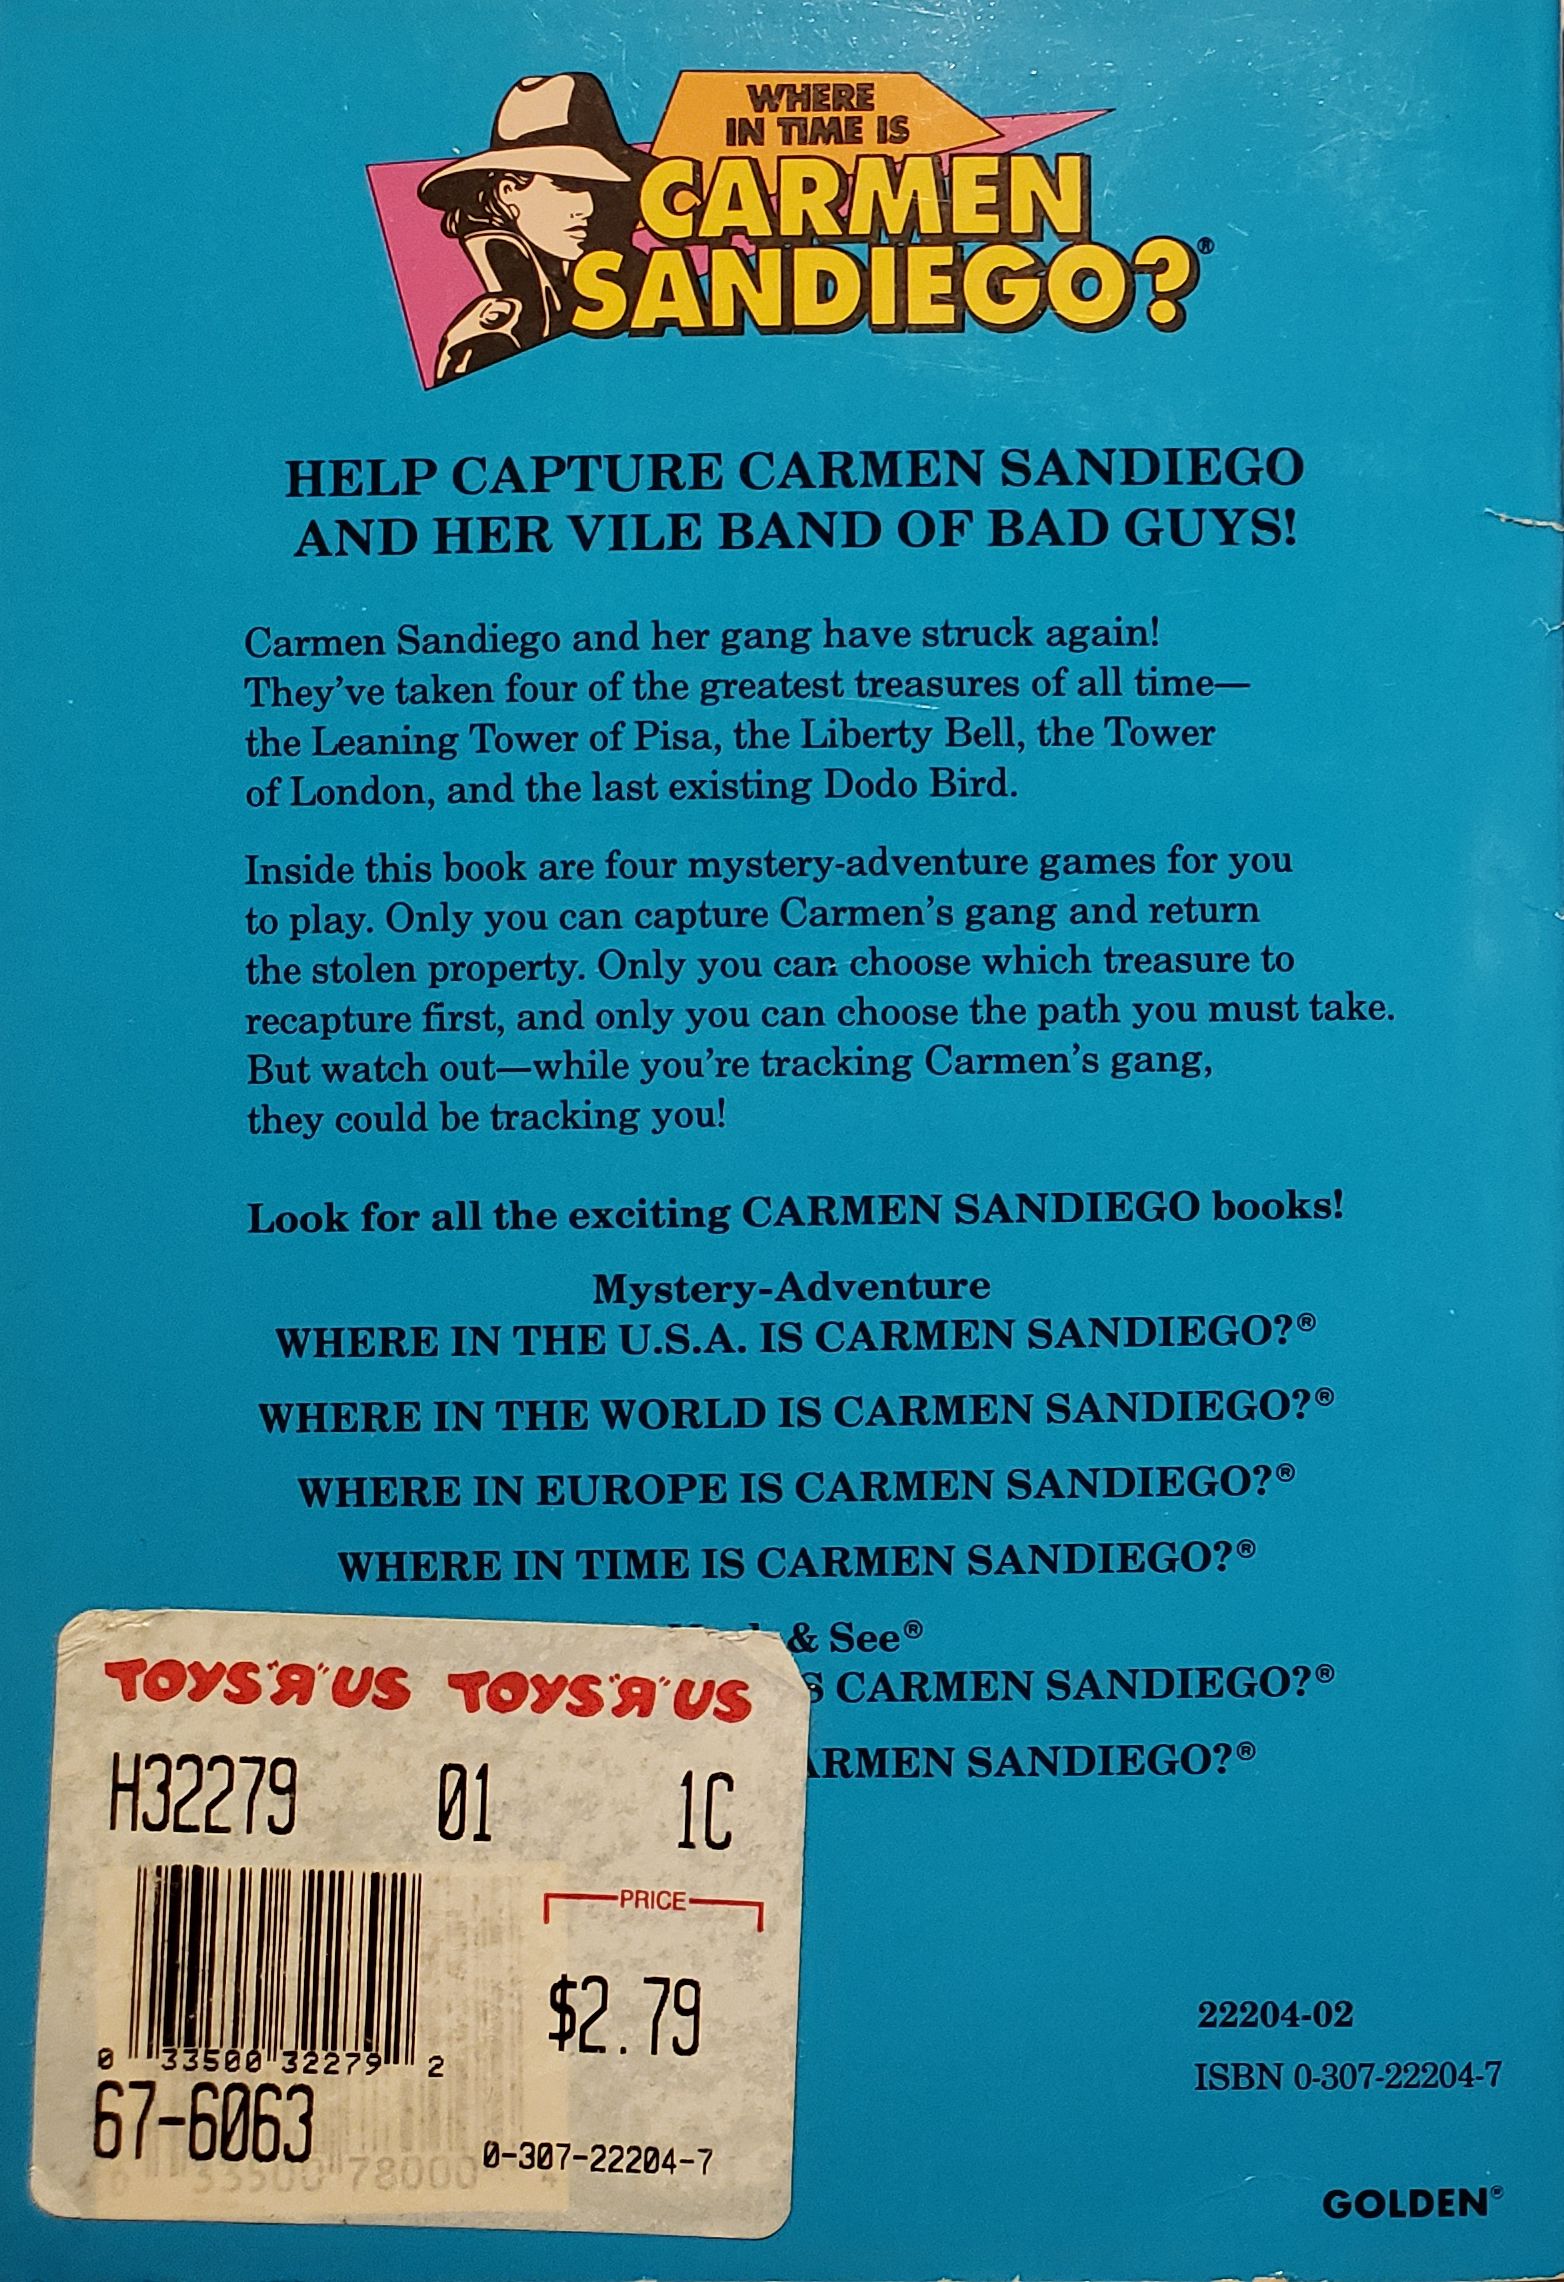 WHERE
IN TIME IS
CARMEN
SANDIEGO?®
HELP CAPTURE CARMEN SANDIEGO
AND HER VILE BAND OF BAD GUYS!
Carmen Sandiego and her gang have struck again!
They've taken four of the greatest treasures of all time—
the Leaning Tower of Pisa, the Liberty Bell, the Tower
of London, and the last existing Dodo Bird.
Inside this book are four mystery-adventure games for you
to play. Only you can capture Carmen's gang and return
the stolen property. Only you can choose which treasure to
recapture first, and only you can choose the path you must take.
But watch out—while you're tracking Carmen's gang,
they could be tracking you!
Look for all the exciting CARMEN SANDIEGO books!
Mystery-Adventure
WHERE IN THE U.S.A. IS CARMEN SANDIEGO?®
WHERE IN THE WORLD IS CARMEN SANDIEGO?®
WHERE IN EUROPE IS CARMEN SANDIEGO?®
WHERE IN TIME IS CARMEN SANDIEGO?®
& See®
CARMEN SANDIEGO?®
SANDIEGO?®
TOYS"R"US TOYS"R"US
H32279 01 1C
PRICE
$2.79
0 33500 32279 2
67-6063
0-307-22204-7
33500 78000 4
22204-02
ISBN 0-307-22204-7
GOLDEN®